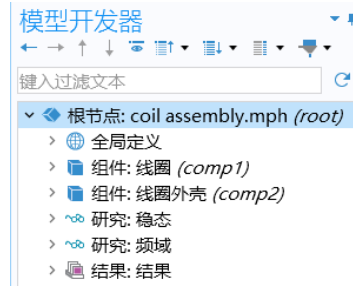 模型开发器
键入过滤文本
根节点: coil assembly.mph (root)
全局定义
组件: 线圈 (comp1)
组件: 线圈外壳 (comp2)
研究: 稳态
研究: 频域
结果: 结果